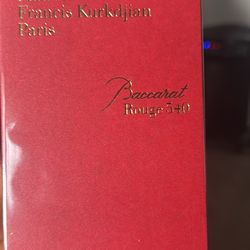 Francis Kurkdjian
Paris
Baccarat
Rouge 540